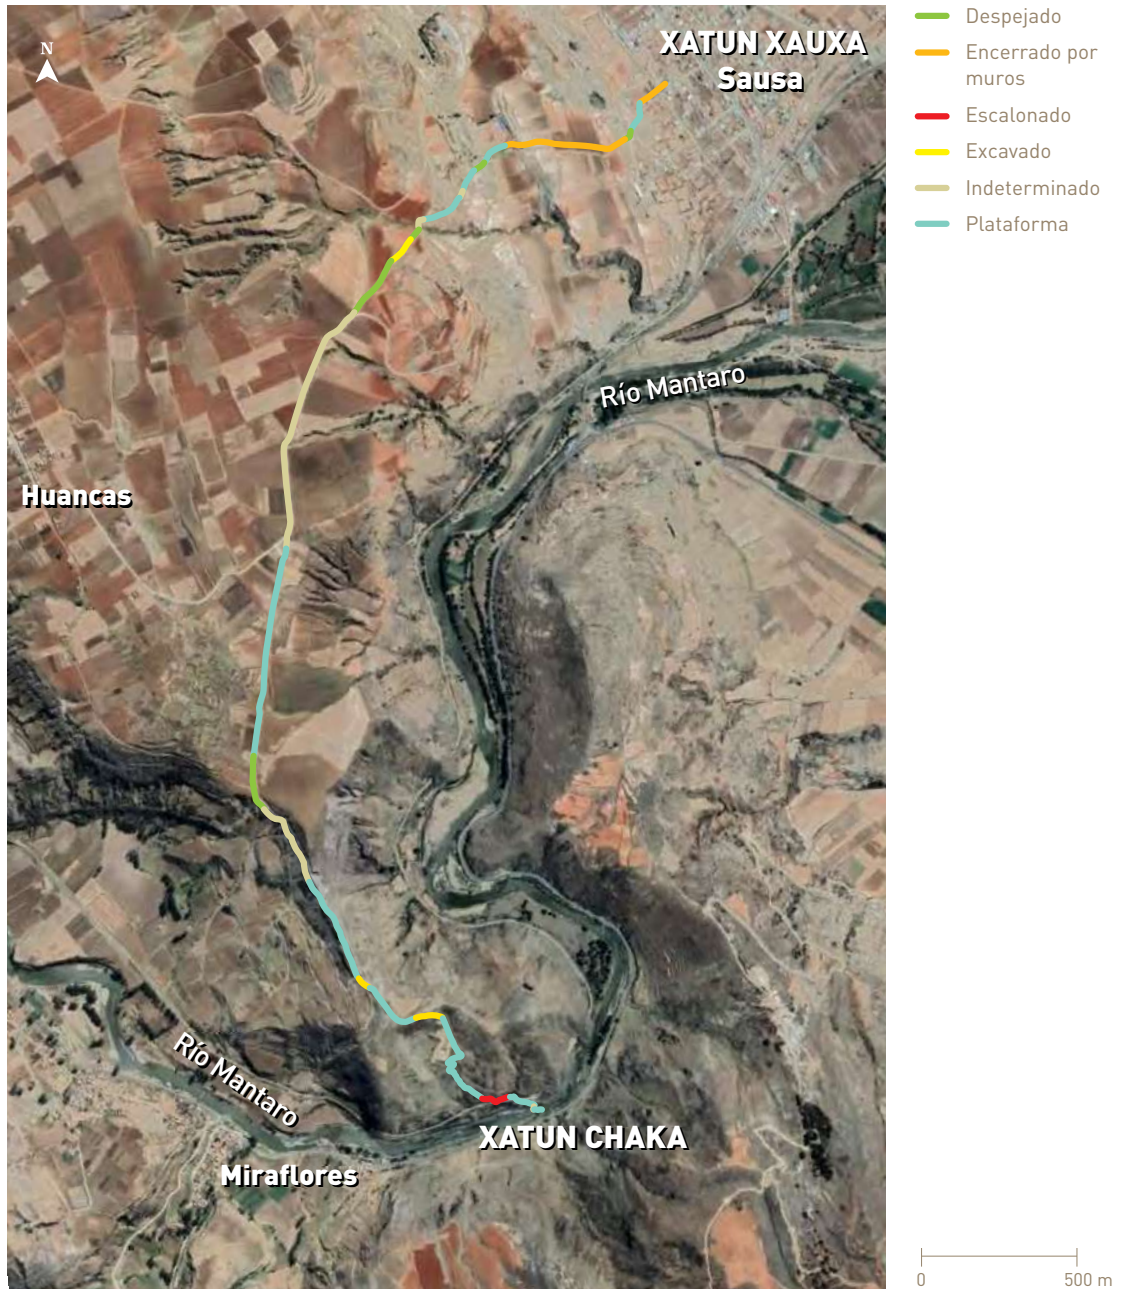 N
XATUN XAUXA
Sausa
Río Mantaro
Huancas
Río Mantaro
XATUN CHAKA
Miraflores
Despejado
Encerrado por
muros
Escalonado
Excavado
Indeterminado
Plataforma
0
500 m